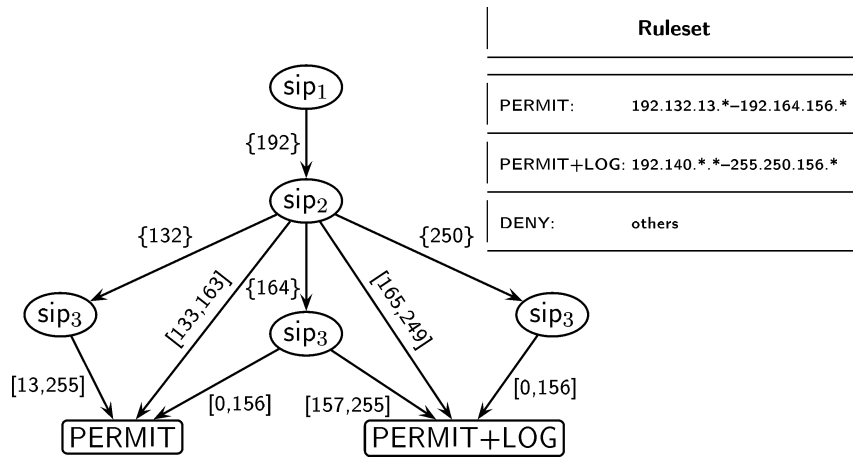 Ruleset
sip1
PERMIT: 192.132.13.*–192.164.156.*
{192}
PERMIT+LOG: 192.140.*.*–255.250.156.*
sip2
DENY: others
{132}
{250}
[133,163]
{164}
[165,249]
sip3
sip3
sip3
[13,255]
[0,156]
[157,255]
[0,156]
PERMIT
PERMIT+LOG